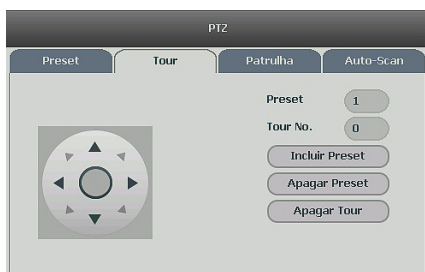 PTZ
Preset Tour Patrulha Auto-Scan
Preset 1
Tour No. 0
Incluir Preset
Apagar Preset
Apagar Tour